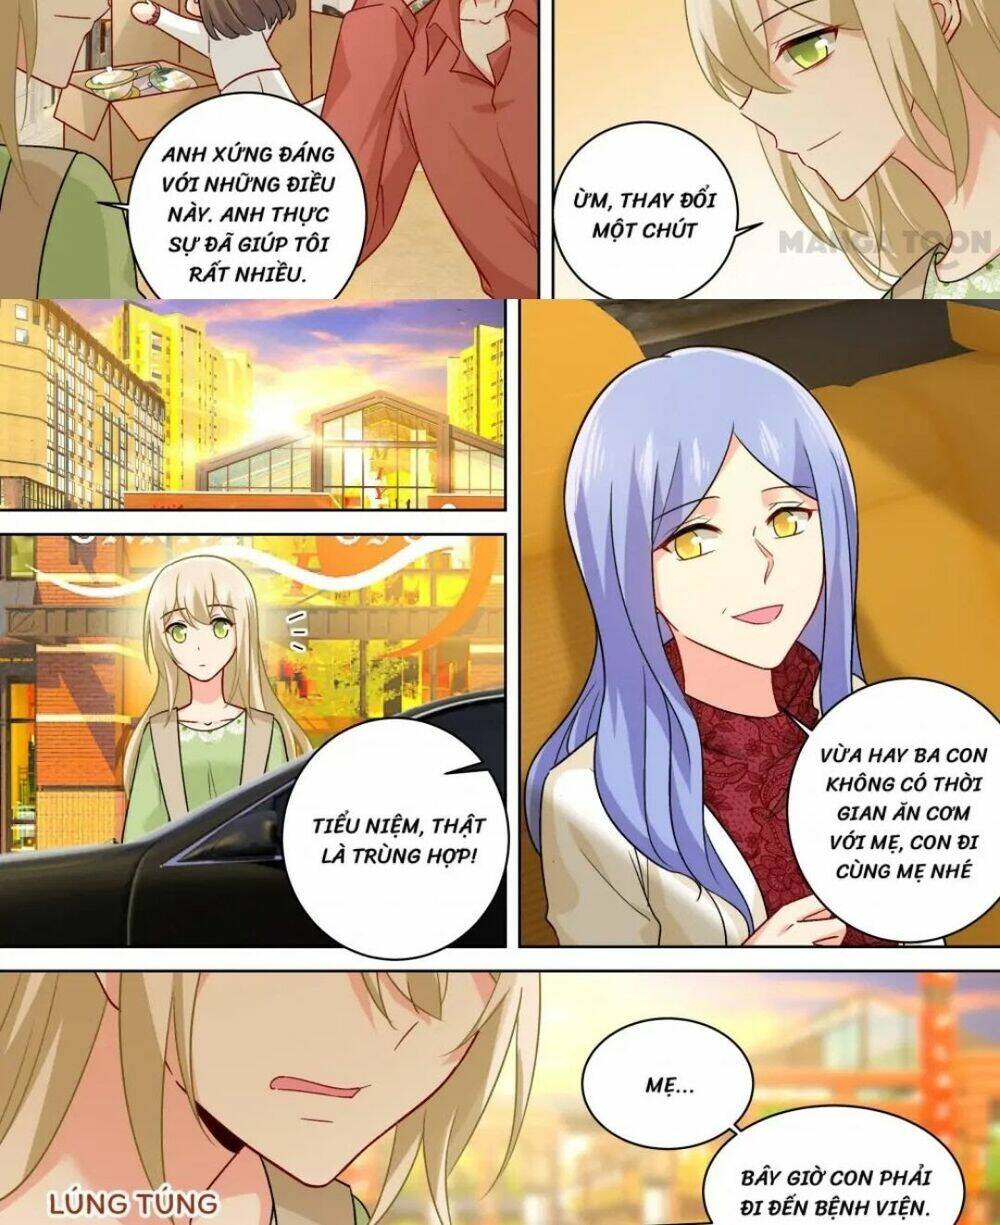 ANH XỨNG ĐÁNG
VỚI NHỮNG ĐIỀU
NÀY. ANH THỰC
SỰ ĐÃ GIÚP TÔI
RẤT NHIỀU.
ỪM, THAY ĐỔI
MỘT CHÚT
MANGA TOON
TIỂU NIỆM, THẬT
LÀ TRÙNG HỢP!
VỪA HAY BA CON
KHÔNG CÓ THỜI
GIAN ĂN CƠM
VỚI MẸ, CON ĐI
CÙNG MẸ NHÉ
MẸ...
BÂY GIỜ CON PHẢI
ĐI ĐẾN BỆNH VIỆN.
LÚNG TÚNG